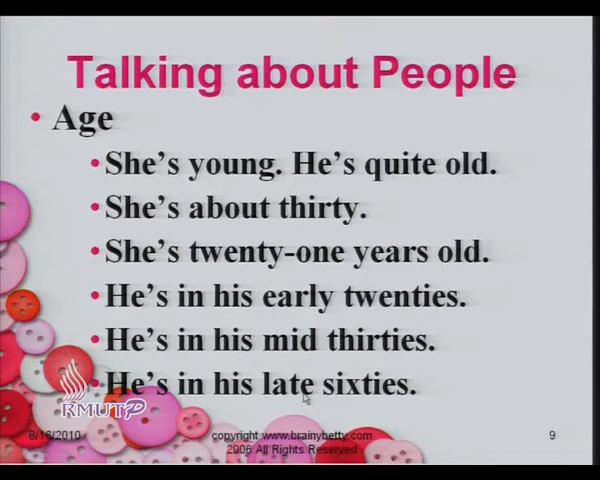 Talking about People
• Age
• She's young. He's quite old.
• She's about thirty.
• She's twenty-one years old.
• He's in his early twenties.
• He's in his mid thirties.
• He's in his late sixties.
RMUTP
6/16/2010
copyright www.brainybetty.com
2006 All Rights Reserved
9